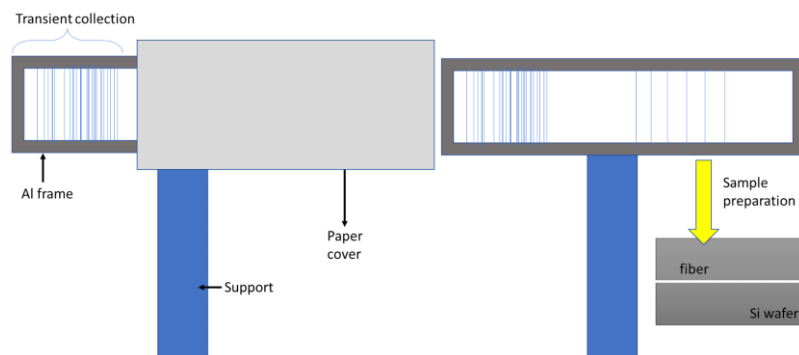 Transient collection
Al frame
Paper
cover
Support
Sample
preparation
fiber
Si wafer